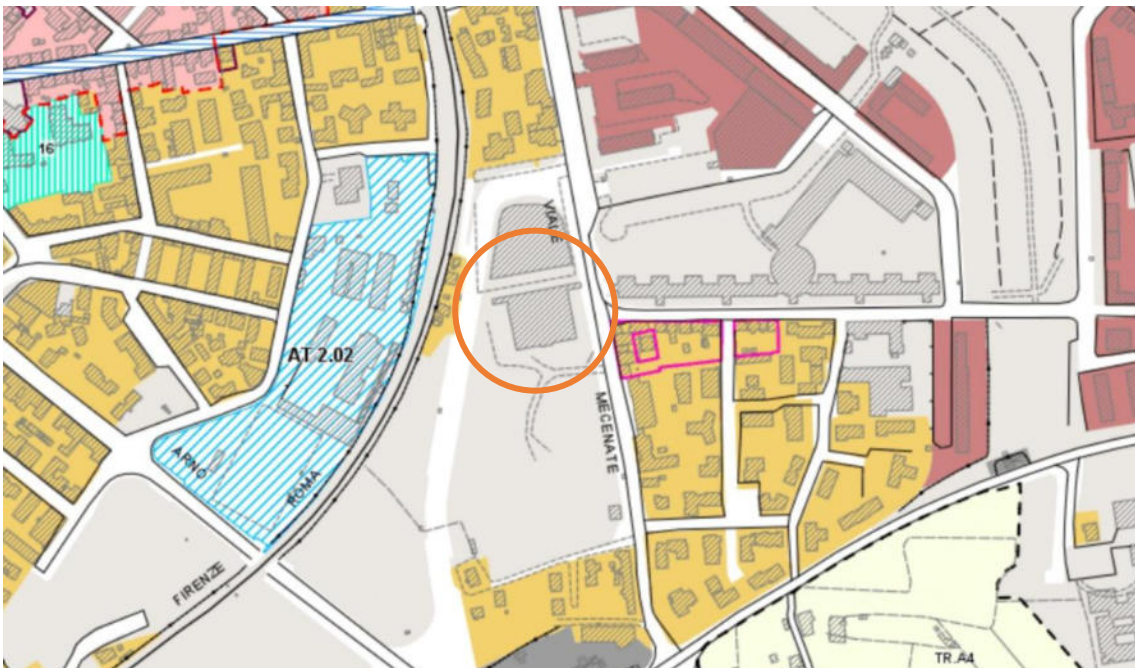 16
VIALE
AT 2.02
MECENATE
ARNO
ROMA
FIRENZE
TR.A4